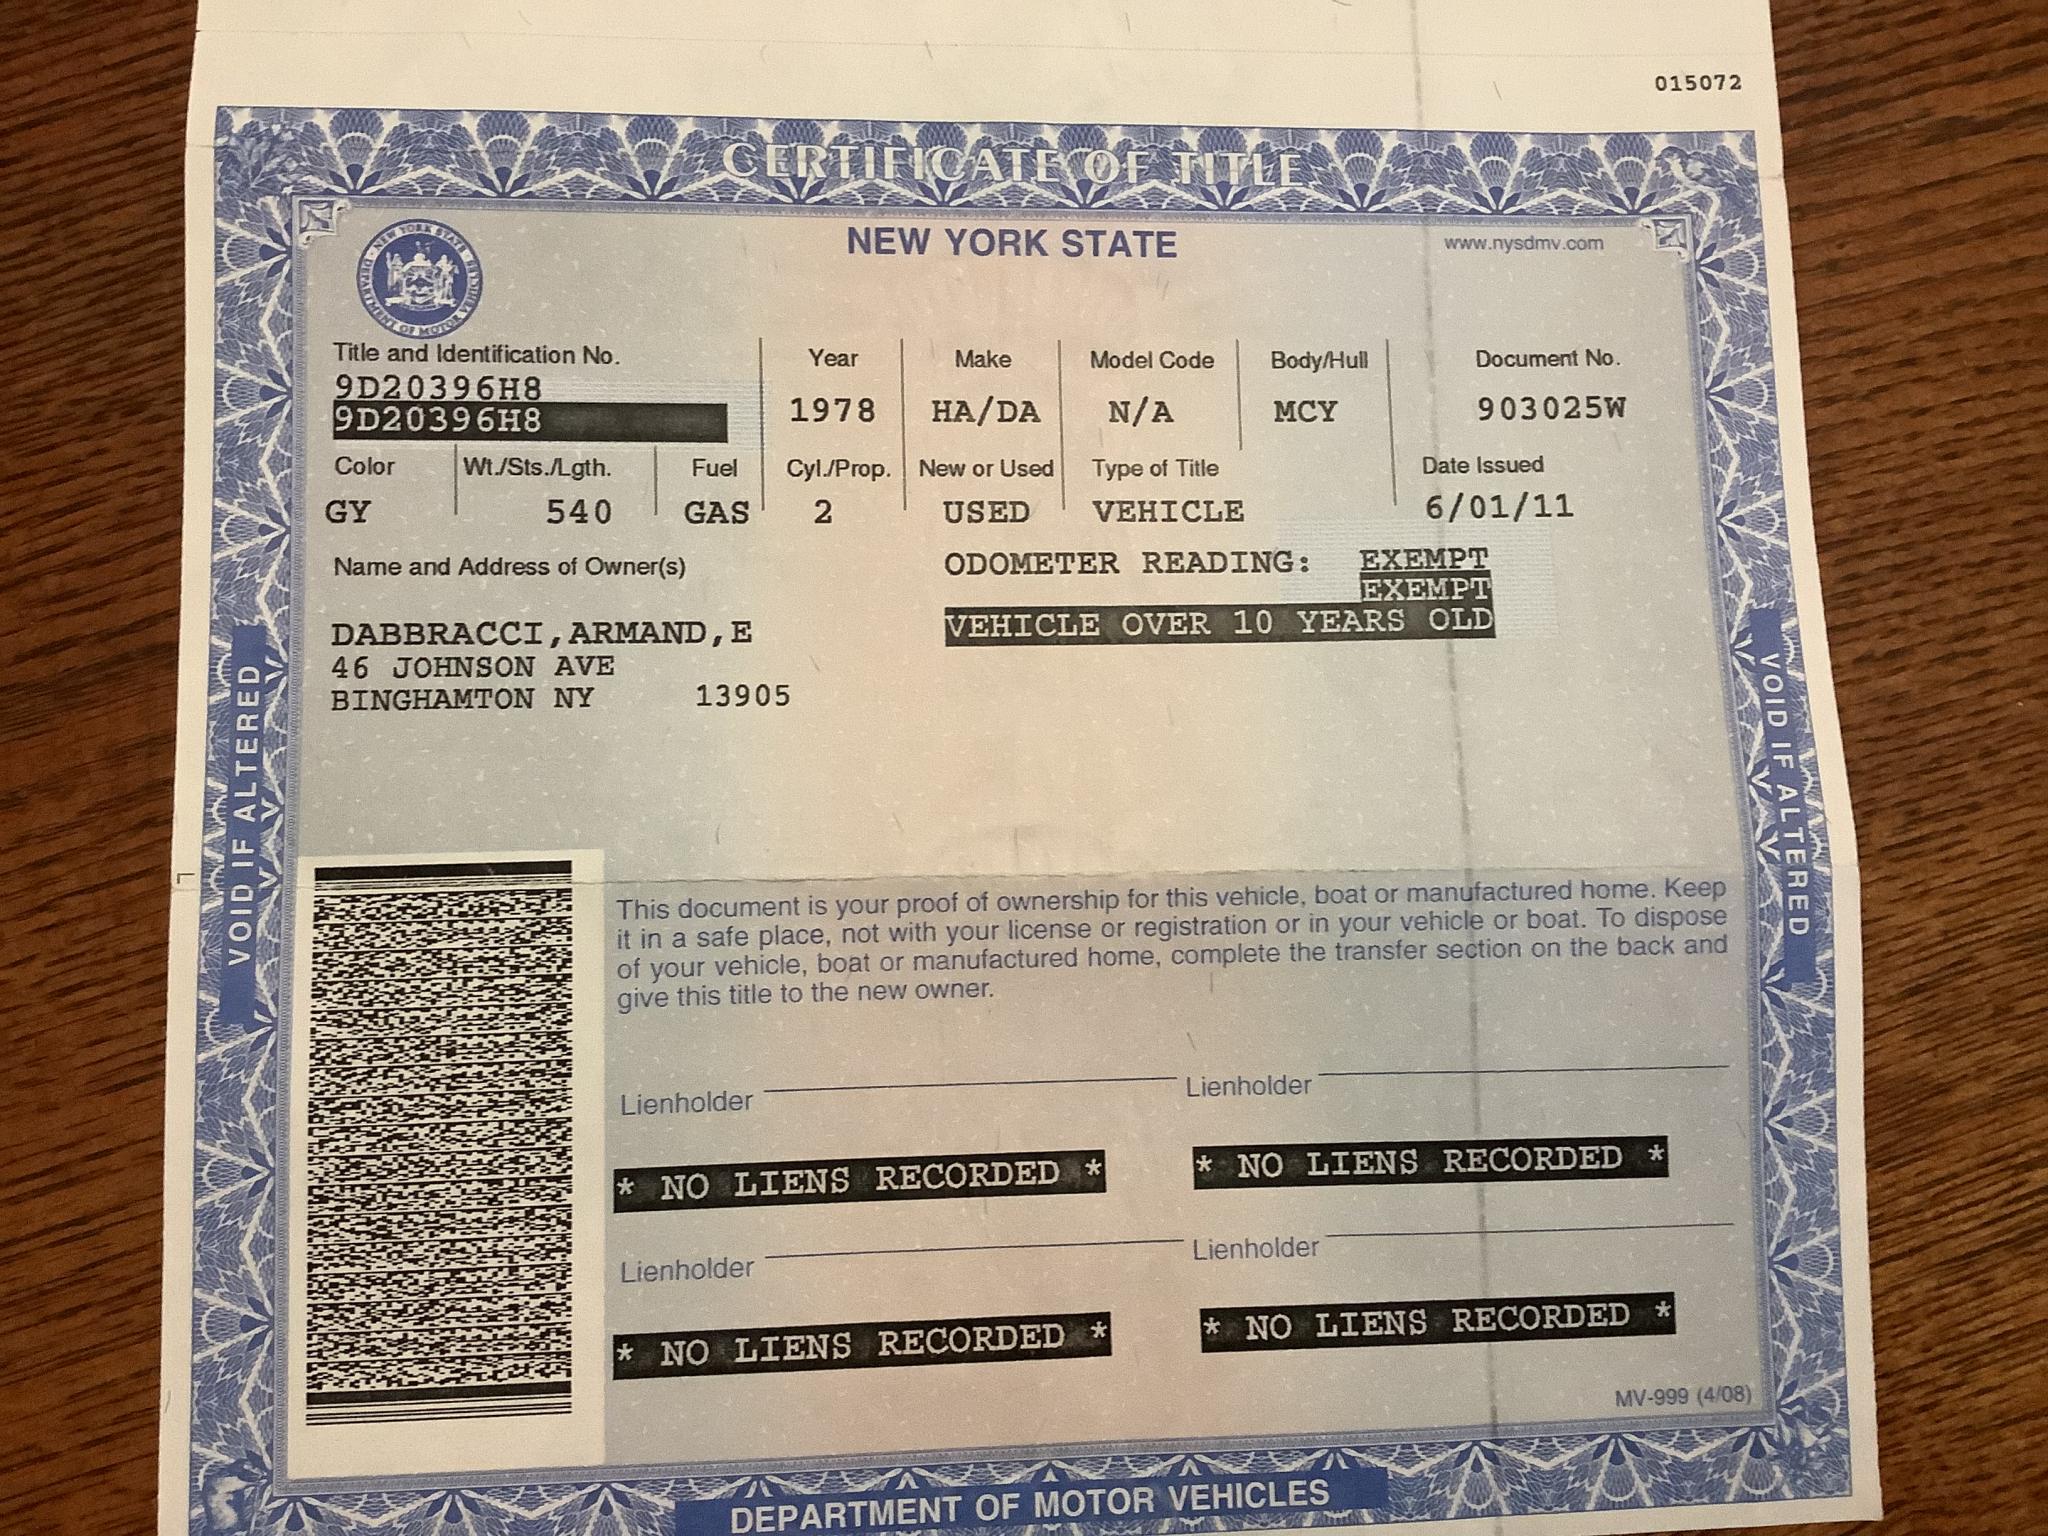 015072
CERTIFICATE OF TITLE
NEW YORK STATE
www.nysdmv.com
NEW YORK STATE DEPARTMENT OF MOTOR VEHICLES
Title and Identification No. Year Make Model Code Body/Hull Document No.
9D20396H8
9D20396H8 1978 HA/DA N/A MCY 903025W
Color Wt./Sts./Lgth. Fuel Cyl./Prop. New or Used Type of Title Date Issued
GY 540 GAS 2 USED VEHICLE 6/01/11
Name and Address of Owner(s)
ODOMETER READING: EXEMPT
EXEMPT
VEHICLE OVER 10 YEARS OLD
DABBRACCI,ARMAND,E
46 JOHNSON AVE
BINGHAMTON NY 13905
VOID IF ALTERED
VOID IF ALTERED
This document is your proof of ownership for this vehicle, boat or manufactured home. Keep
it in a safe place, not with your license or registration or in your vehicle or boat. To dispose
of your vehicle, boat or manufactured home, complete the transfer section on the back and
give this title to the new owner.
Lienholder Lienholder
* NO LIENS RECORDED * * NO LIENS RECORDED *
Lienholder Lienholder
* NO LIENS RECORDED * * NO LIENS RECORDED *
MV-999 (4/08)
DEPARTMENT OF MOTOR VEHICLES